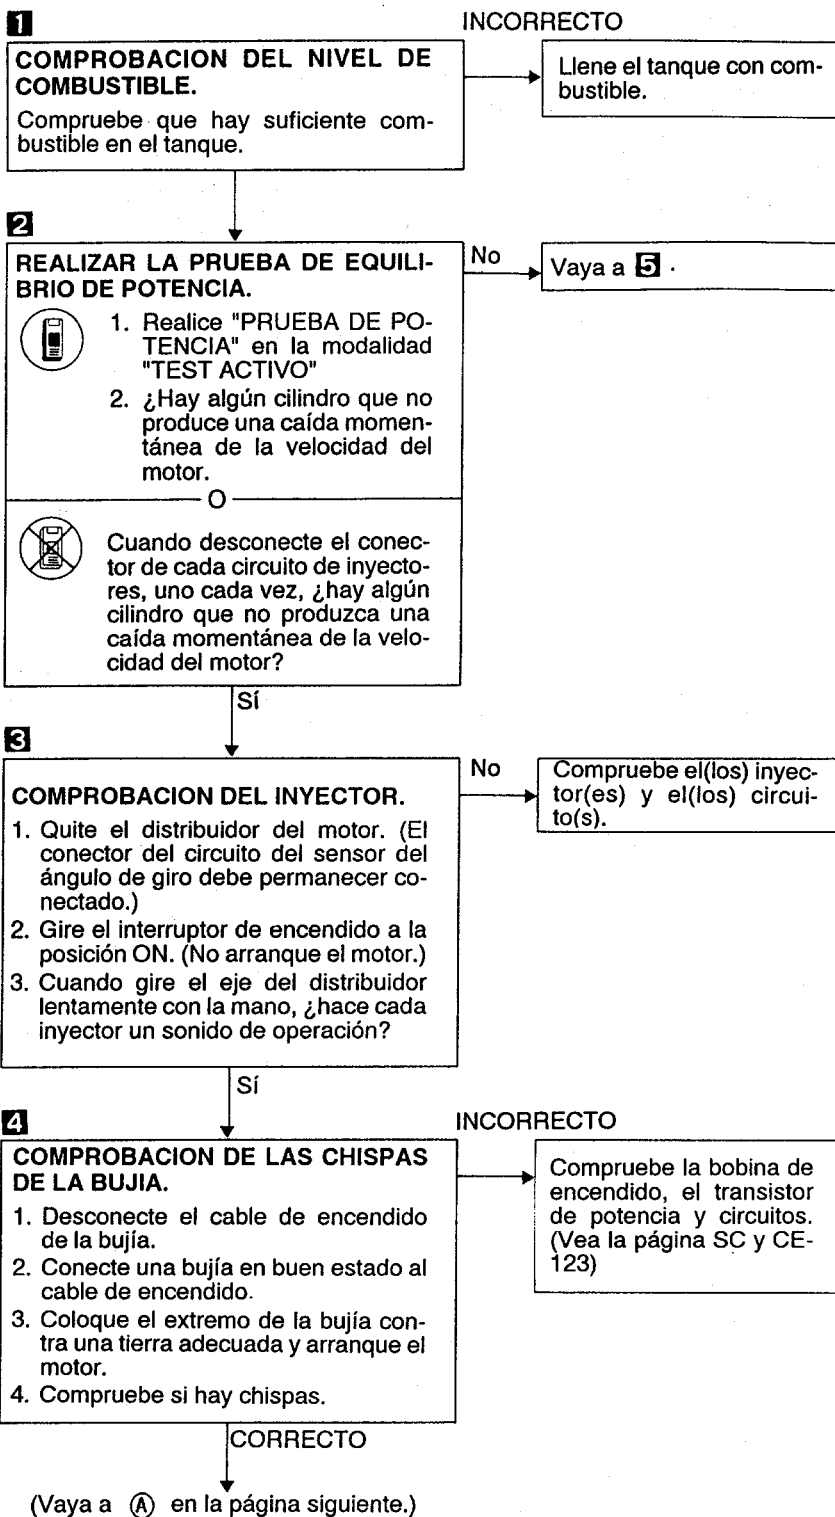 1
INCORRECTO
COMPROBACION DEL NIVEL DE
COMBUSTIBLE.
Compruebe que hay suficiente com-
bustible en el tanque.
Llene el tanque con com-
bustible.
2
REALIZAR LA PRUEBA DE EQUILI-
BRIO DE POTENCIA.
1. Realice "PRUEBA DE PO-
TENCIA" en la modalidad
"TEST ACTIVO"
2. ¿Hay algún cilindro que no
produce una caída momen-
tánea de la velocidad del
motor.
O
Cuando desconecte el conec-
tor de cada circuito de inyecto-
res, uno cada vez, ¿hay algún
cilindro que no produzca una
caída momentánea de la velo-
cidad del motor?
No
Vaya a 5 .
Sí
3
COMPROBACION DEL INYECTOR.
1. Quite el distribuidor del motor. (El
conector del circuito del sensor del
ángulo de giro debe permanecer co-
nectado.)
2. Gire el interruptor de encendido a la
posición ON. (No arranque el motor.)
3. Cuando gire el eje del distribuidor
lentamente con la mano, ¿hace cada
inyector un sonido de operación?
No
Compruebe el(los) inyec-
tor(es) y el(los) circui-
to(s).
Sí
4
INCORRECTO
COMPROBACION DE LAS CHISPAS
DE LA BUJIA.
1. Desconecte el cable de encendido
de la bujía.
2. Conecte una bujía en buen estado al
cable de encendido.
3. Coloque el extremo de la bujía con-
tra una tierra adecuada y arranque el
motor.
4. Compruebe si hay chispas.
Compruebe la bobina de
encendido, el transistor
de potencia y circuitos.
(Vea la página SC y CE-
123)
CORRECTO
(Vaya a Ⓐ en la página siguiente.)